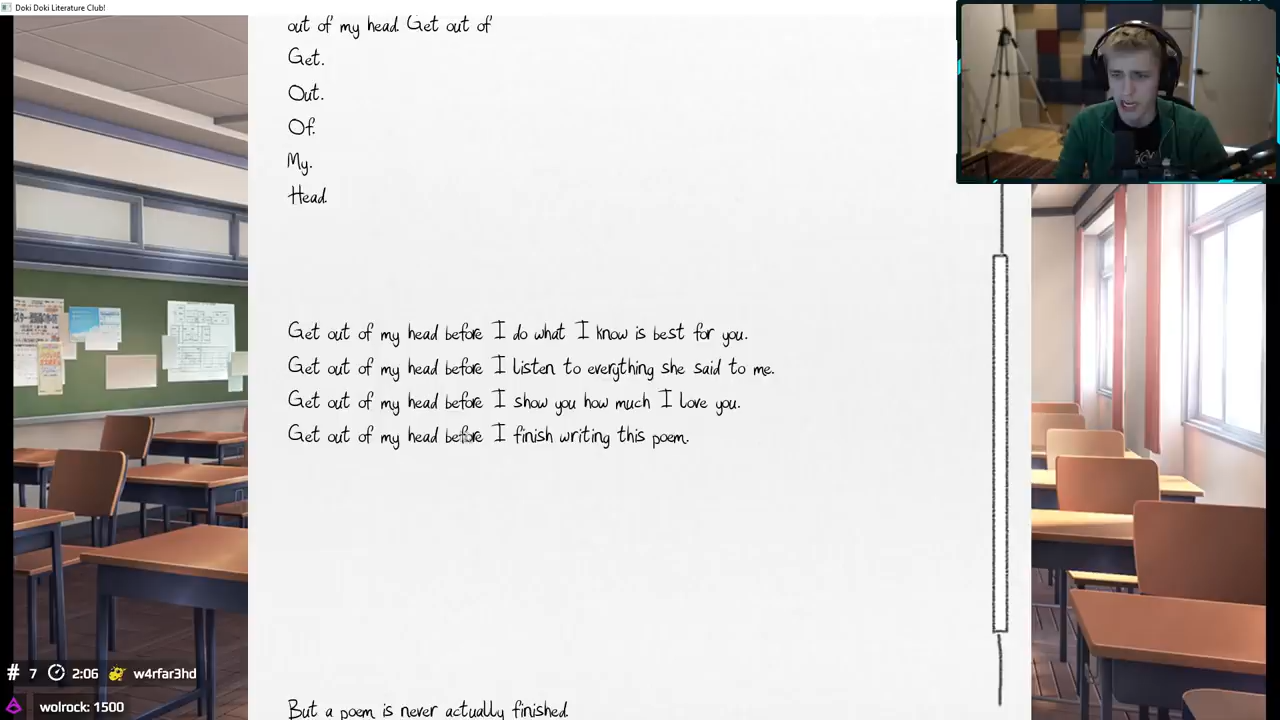 Doki Doki Literature Club!
out of my head. Get out of
Get.
Out.
Of.
My.
Head.
Get out of my head before I do what I know is best for you.
Get out of my head before I listen to everything she said to me.
Get out of my head before I show you how much I love you.
Get out of my head before I finish writing this poem.
But a poem is never actually finished.
# 7 2:06 w4rfar3hd
wolrock: 1500